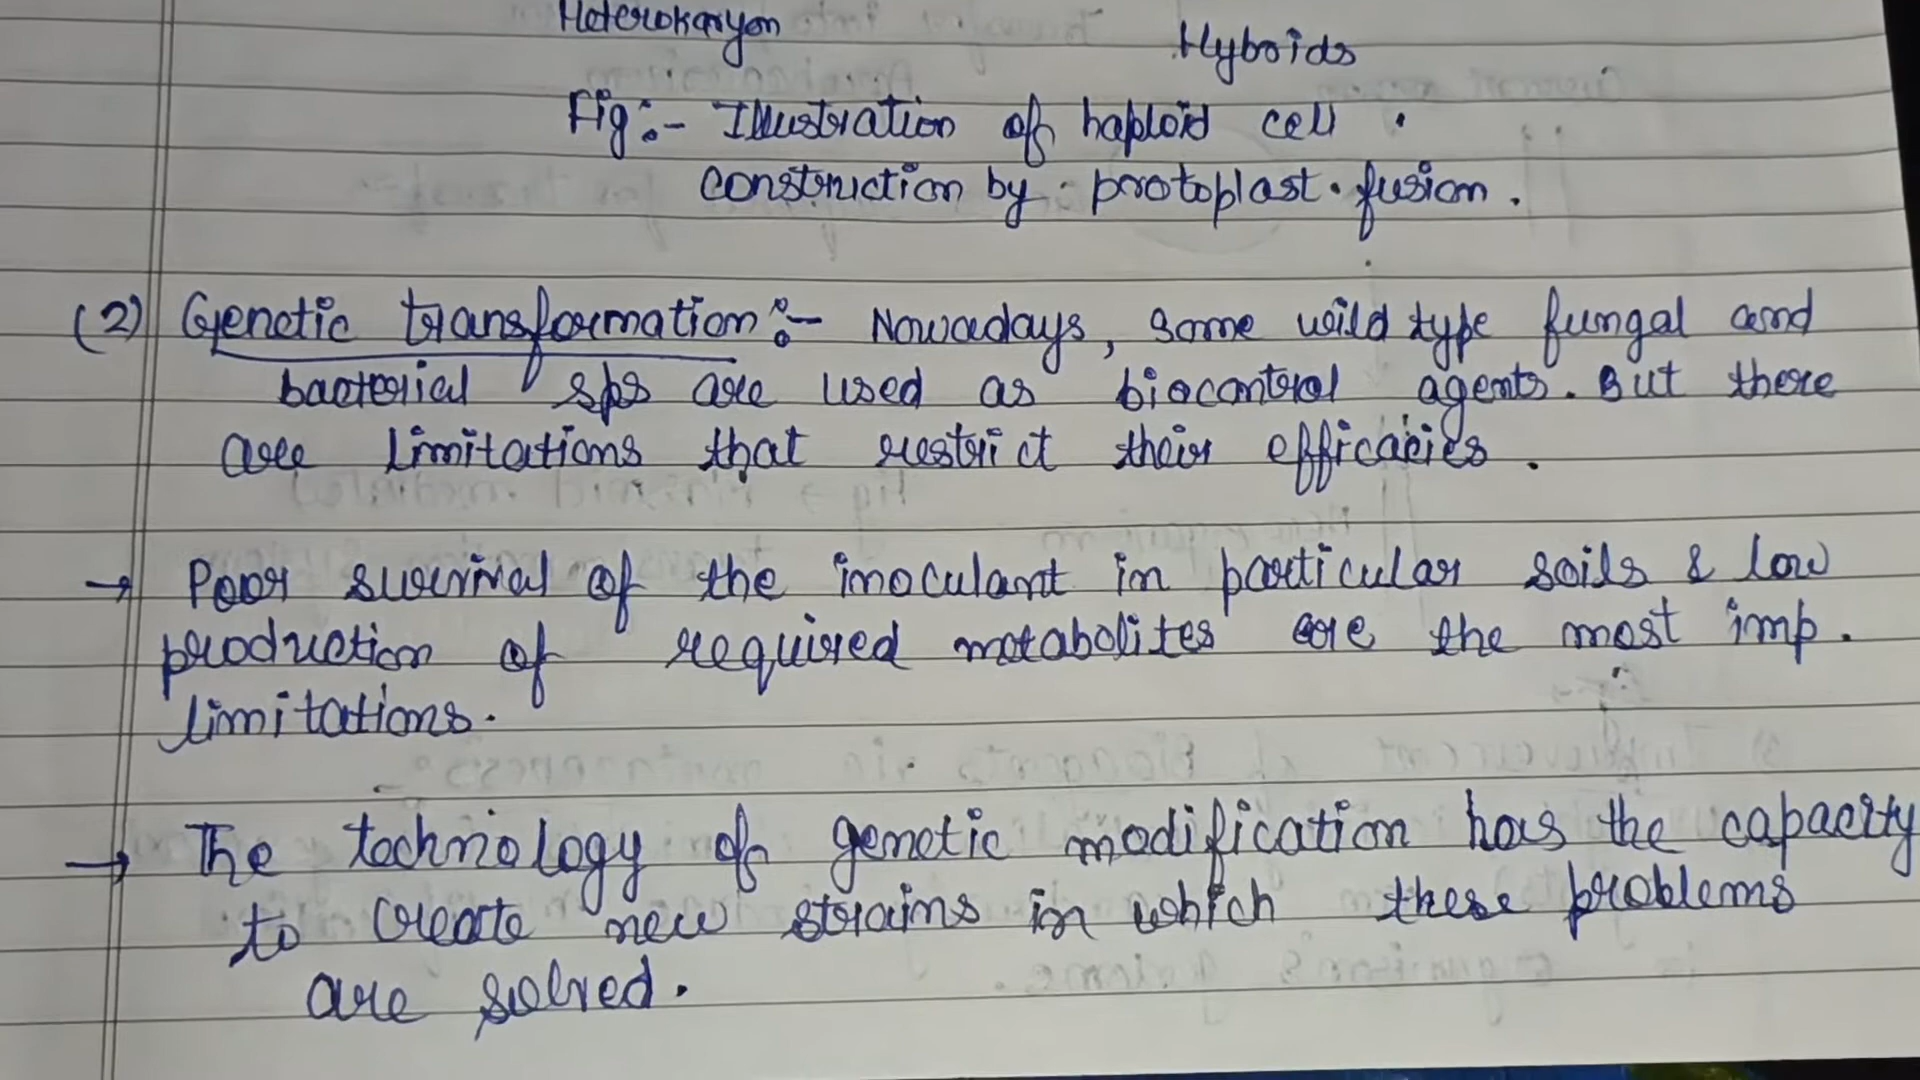 Heterokaryon
Hybrids
Fig:- Illustration of haploid cell
construction by protoplast fusion.
(2) Genetic transformation:- Nowadays, some wild type fungal and
bacterial sps are used as biocontrol agents. But there
are limitations that restrict their efficacies.
→ Poor survival of the inoculant in particular soils & low
production of required metabolites are the most imp.
limitations.
→ The technology of genetic modification has the capacity
to create new strains in which these problems
are solved.